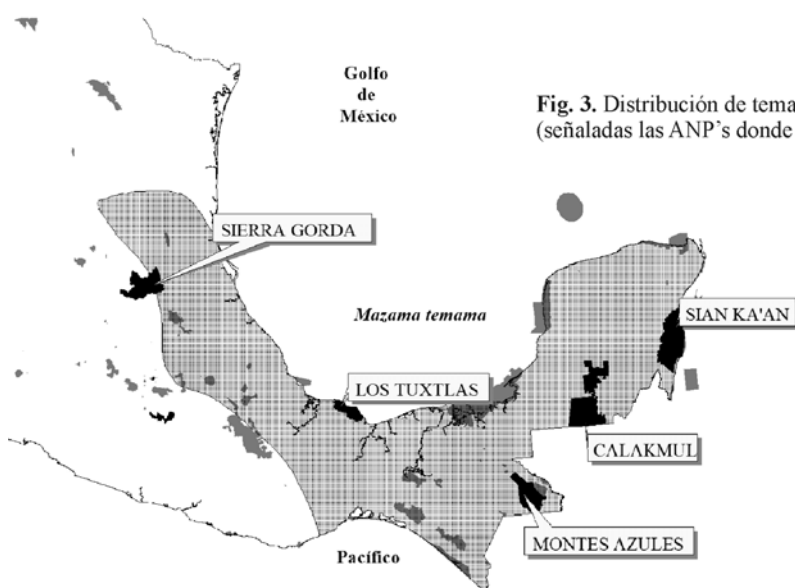 Golfo
de
México
Fig. 3. Distribución de tema
(señaladas las ANP's donde
SIERRA GORDA
Mazama temama
SIAN KA'AN
LOS TUXTLAS
CALAKMUL
MONTES AZULES
Pacífico